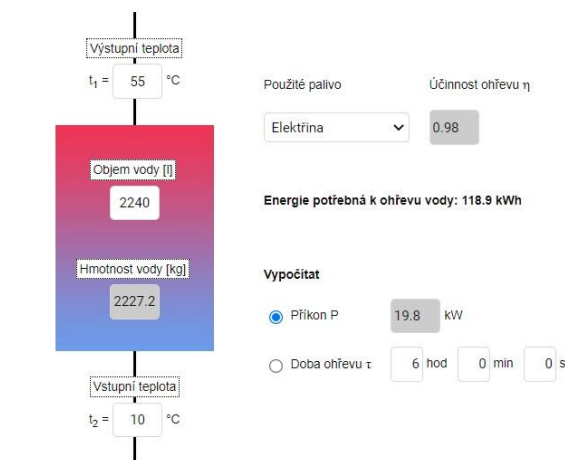 Výstupní teplota
t1 = 55 °C
Použité palivo Účinnost ohřevu η
Elektřina 0.98
Objem vody [l]
2240
Energie potřebná k ohřevu vody: 118.9 kWh
Hmotnost vody [kg]
2227.2
Vypočítat
Příkon P 19.8 kW
Doba ohřevu τ 6 hod 0 min 0 s
Vstupní teplota
t2 = 10 °C